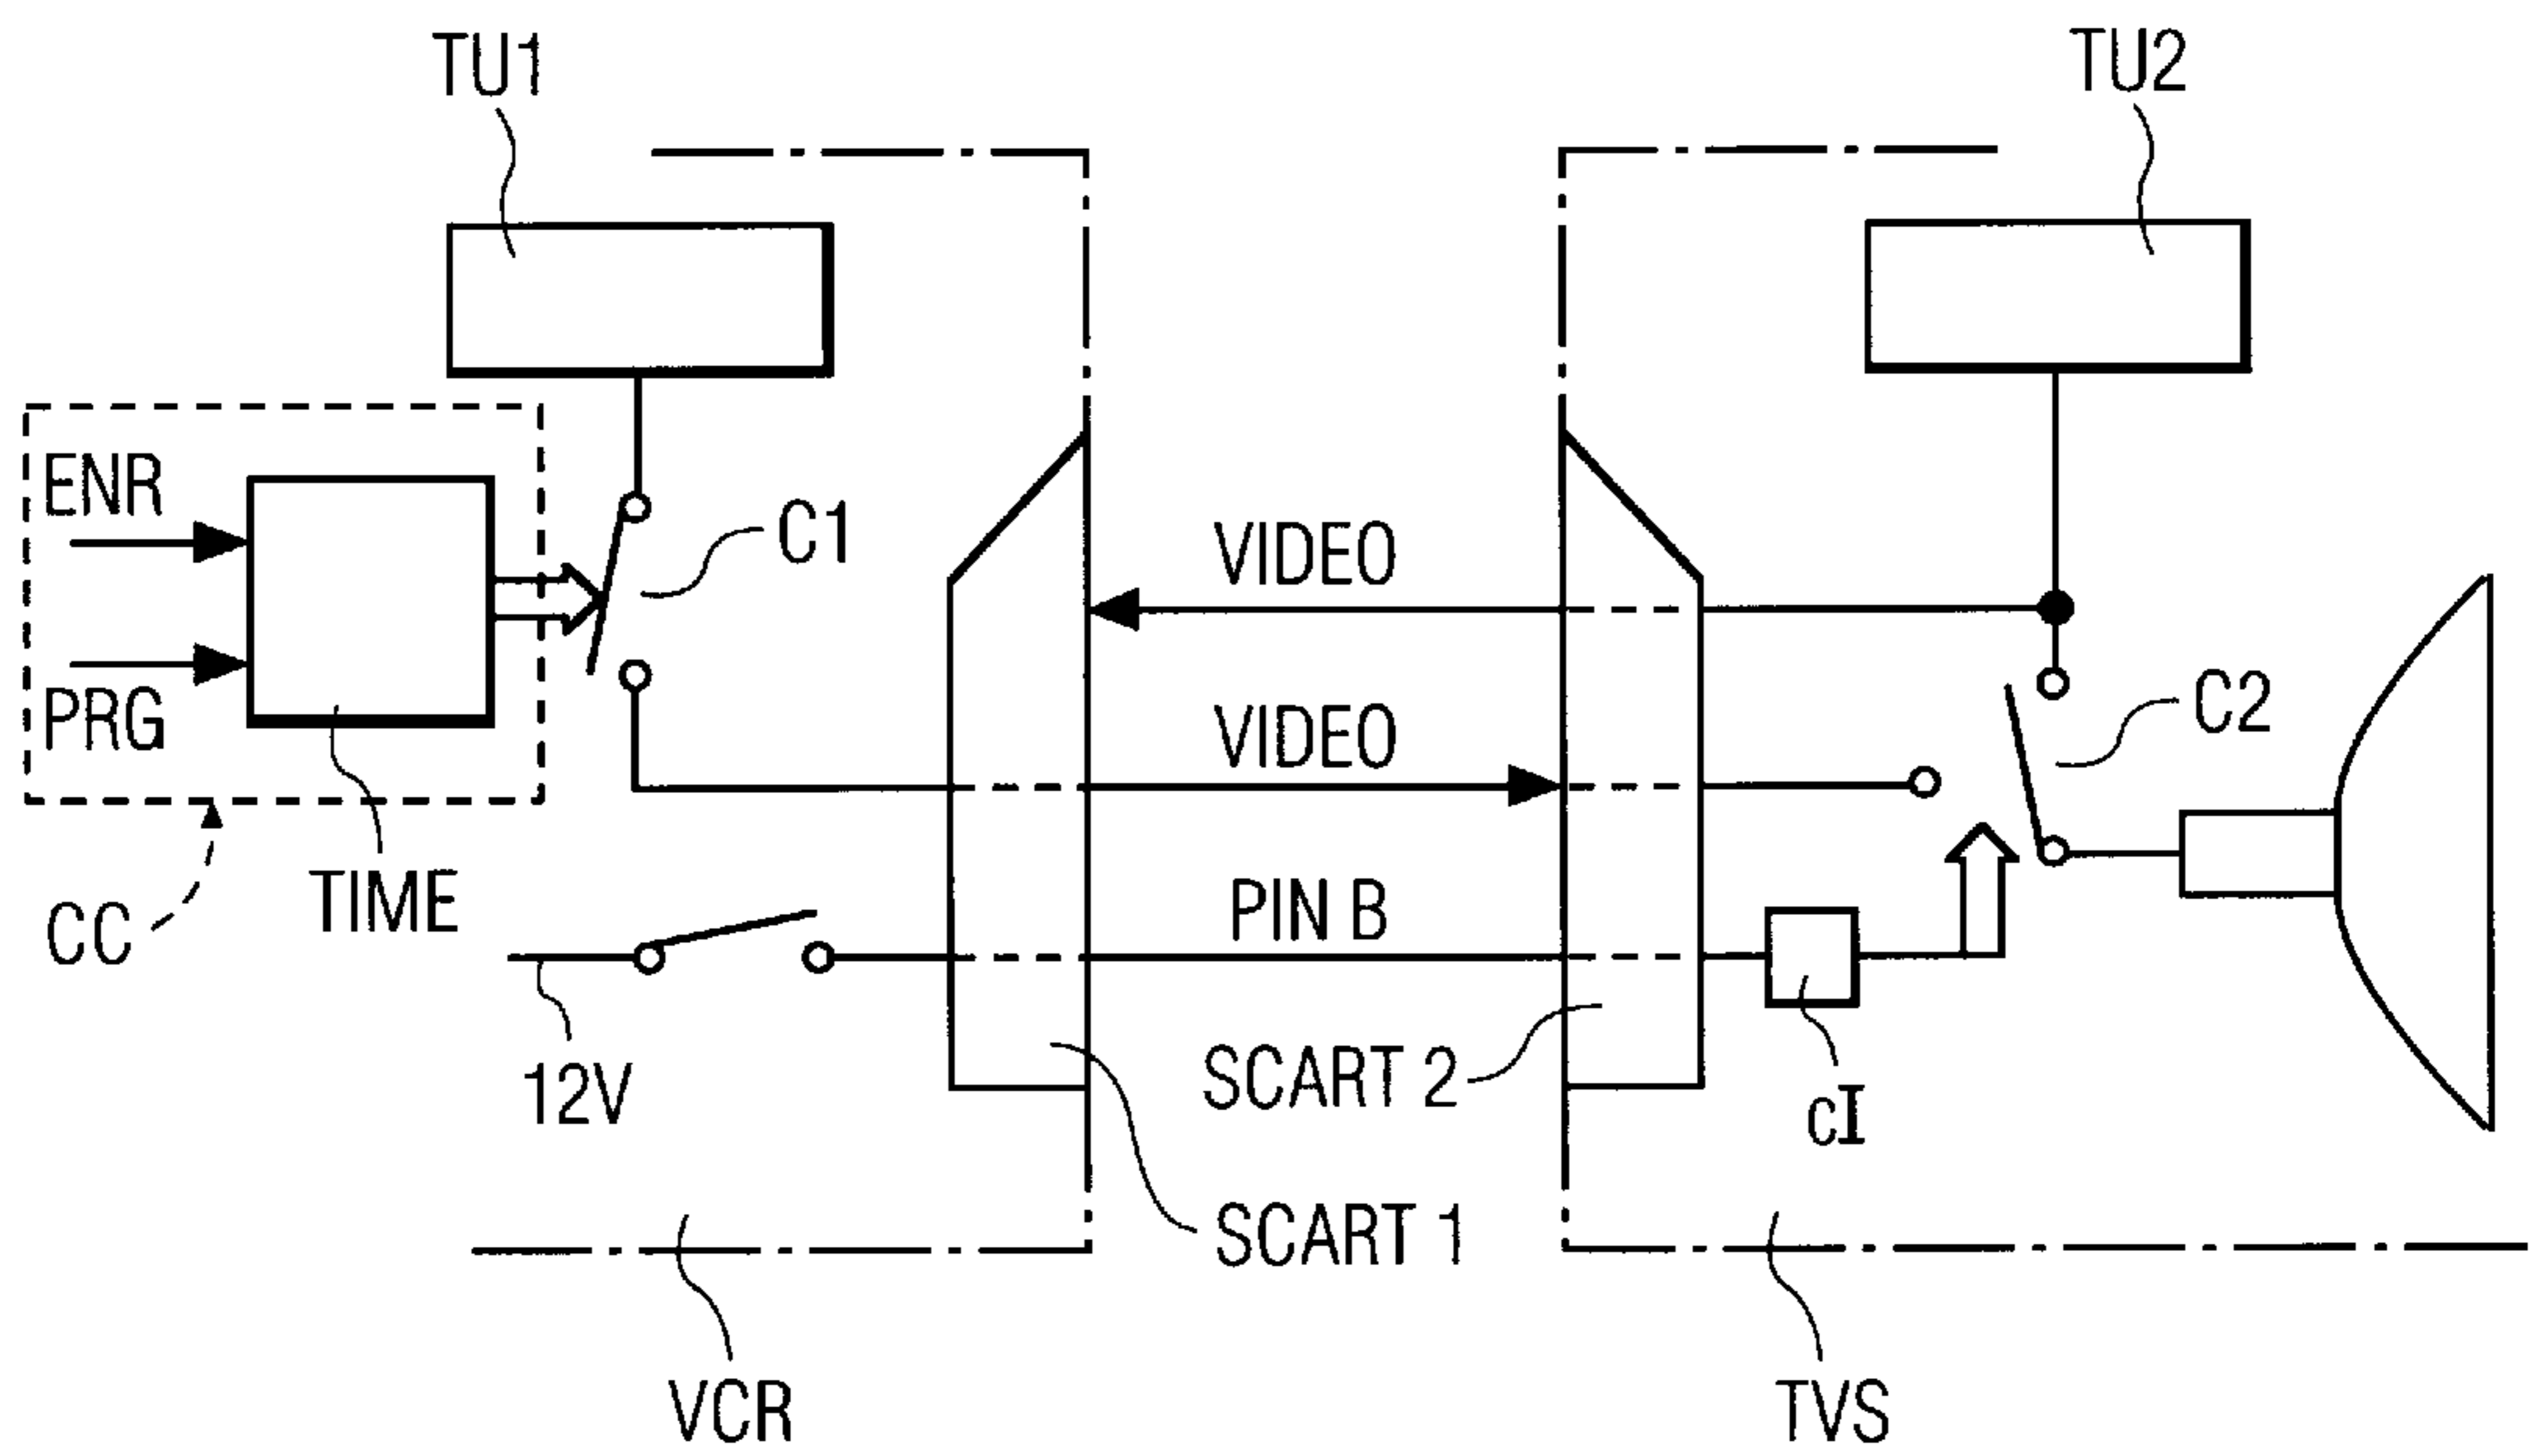 TU1
TU2
ENR
C1
VIDEO
PRG
VIDEO
C2
TIME
CC
PIN B
12V
SCART 2
cI
SCART 1
VCR
TVS